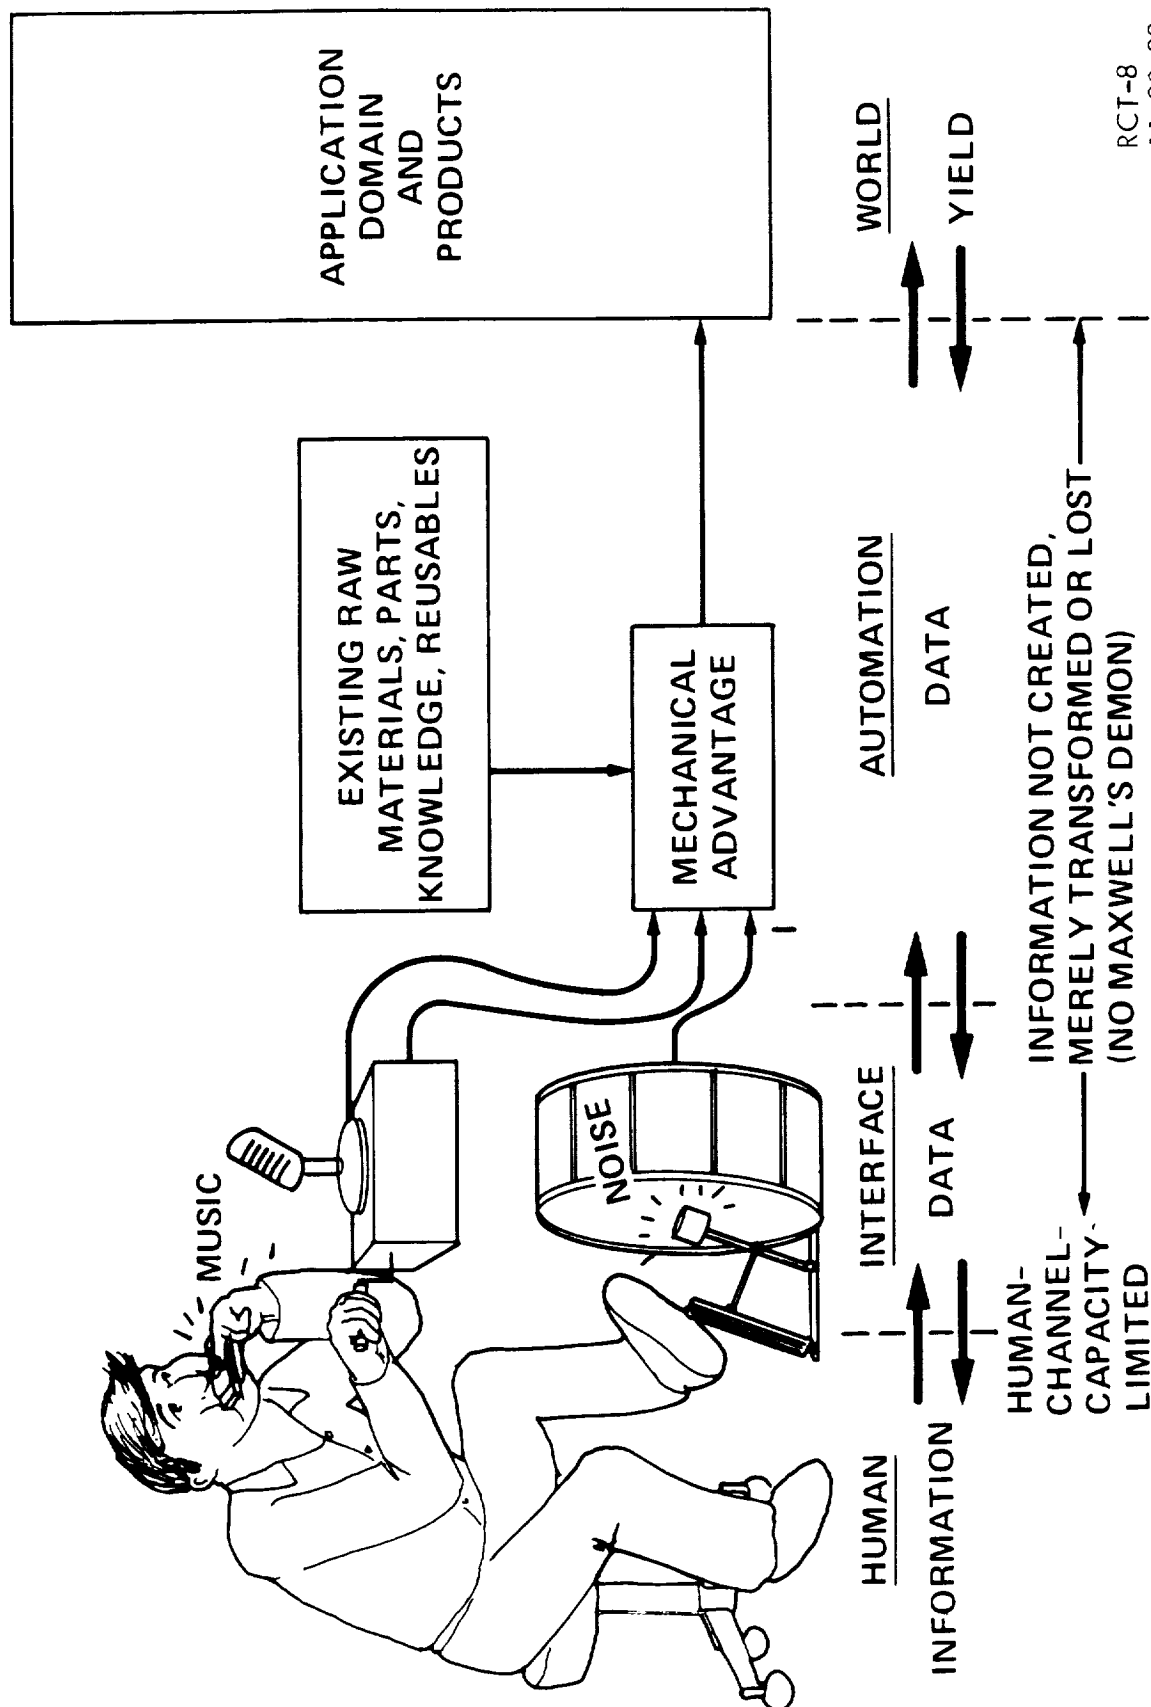 APPLICATION
DOMAIN
AND
PRODUCTS
EXISTING RAW
MATERIALS, PARTS,
KNOWLEDGE, REUSABLES
MECHANICAL
ADVANTAGE
MUSIC
NOISE
HUMAN
INTERFACE
AUTOMATION
WORLD
INFORMATION
DATA
DATA
YIELD
HUMAN-
CHANNEL-
CAPACITY-
LIMITED
INFORMATION NOT CREATED,
MERELY TRANSFORMED OR LOST
(NO MAXWELL'S DEMON)
RCT-8